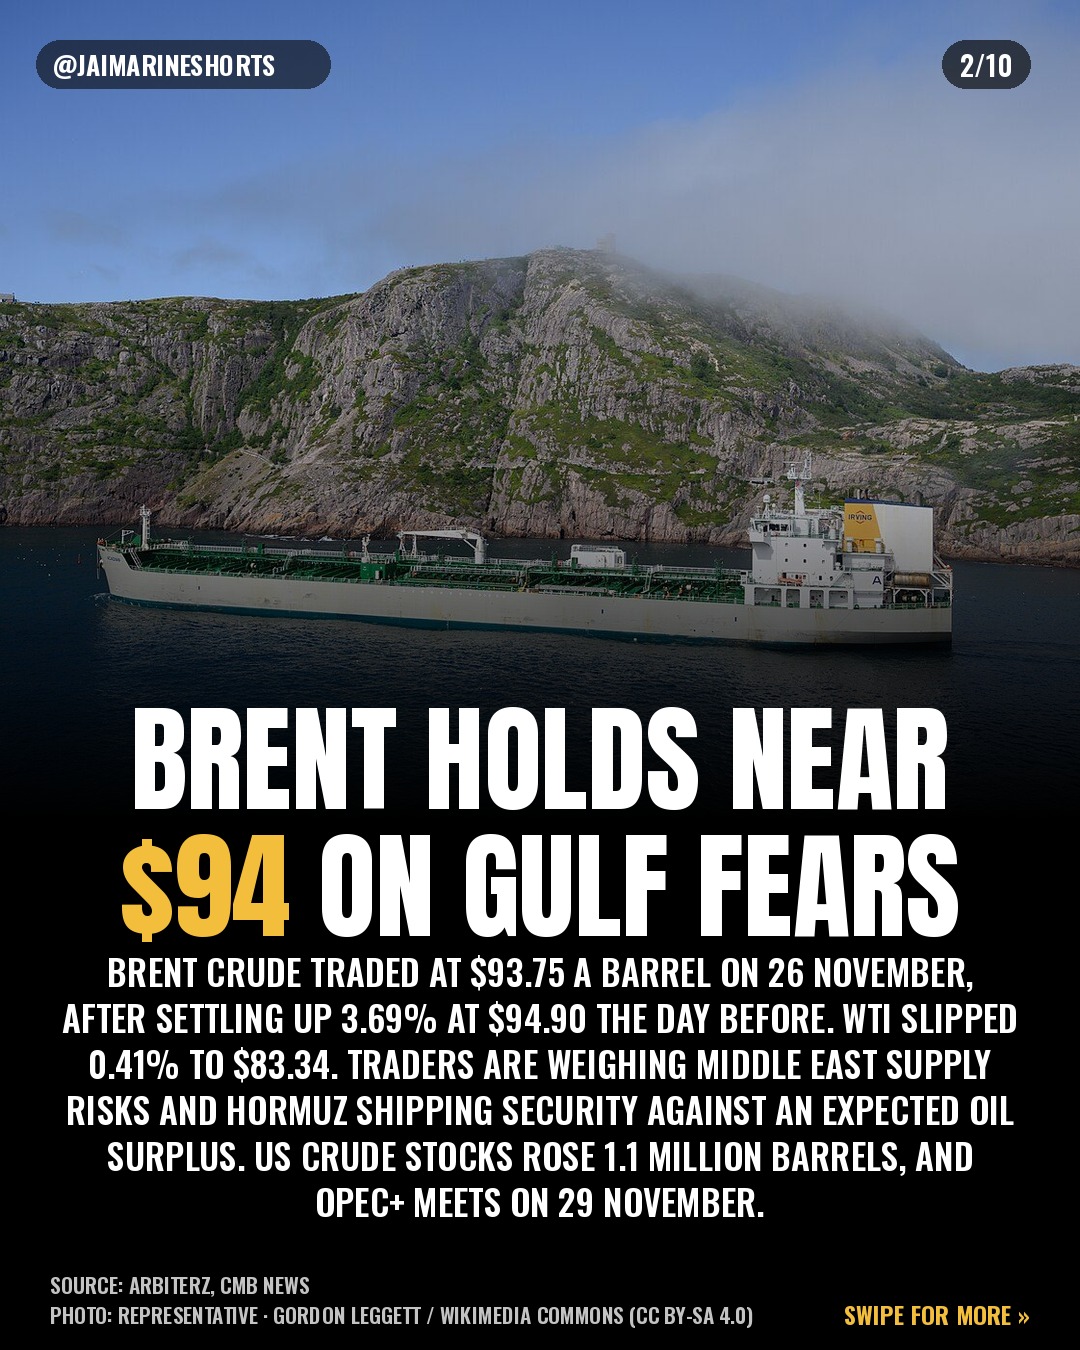 @JAIMARINESHORTS
2/10
IRVING
A
BRENT HOLDS NEAR
$94 ON GULF FEARS
BRENT CRUDE TRADED AT $93.75 A BARREL ON 26 NOVEMBER,
AFTER SETTLING UP 3.69% AT $94.90 THE DAY BEFORE. WTI SLIPPED
0.41% TO $83.34. TRADERS ARE WEIGHING MIDDLE EAST SUPPLY
RISKS AND HORMUZ SHIPPING SECURITY AGAINST AN EXPECTED OIL
SURPLUS. US CRUDE STOCKS ROSE 1.1 MILLION BARRELS, AND
OPEC+ MEETS ON 29 NOVEMBER.
SOURCE: ARBITERZ, CMB NEWS
PHOTO: REPRESENTATIVE · GORDON LEGGETT / WIKIMEDIA COMMONS (CC BY-SA 4.0)
SWIPE FOR MORE »